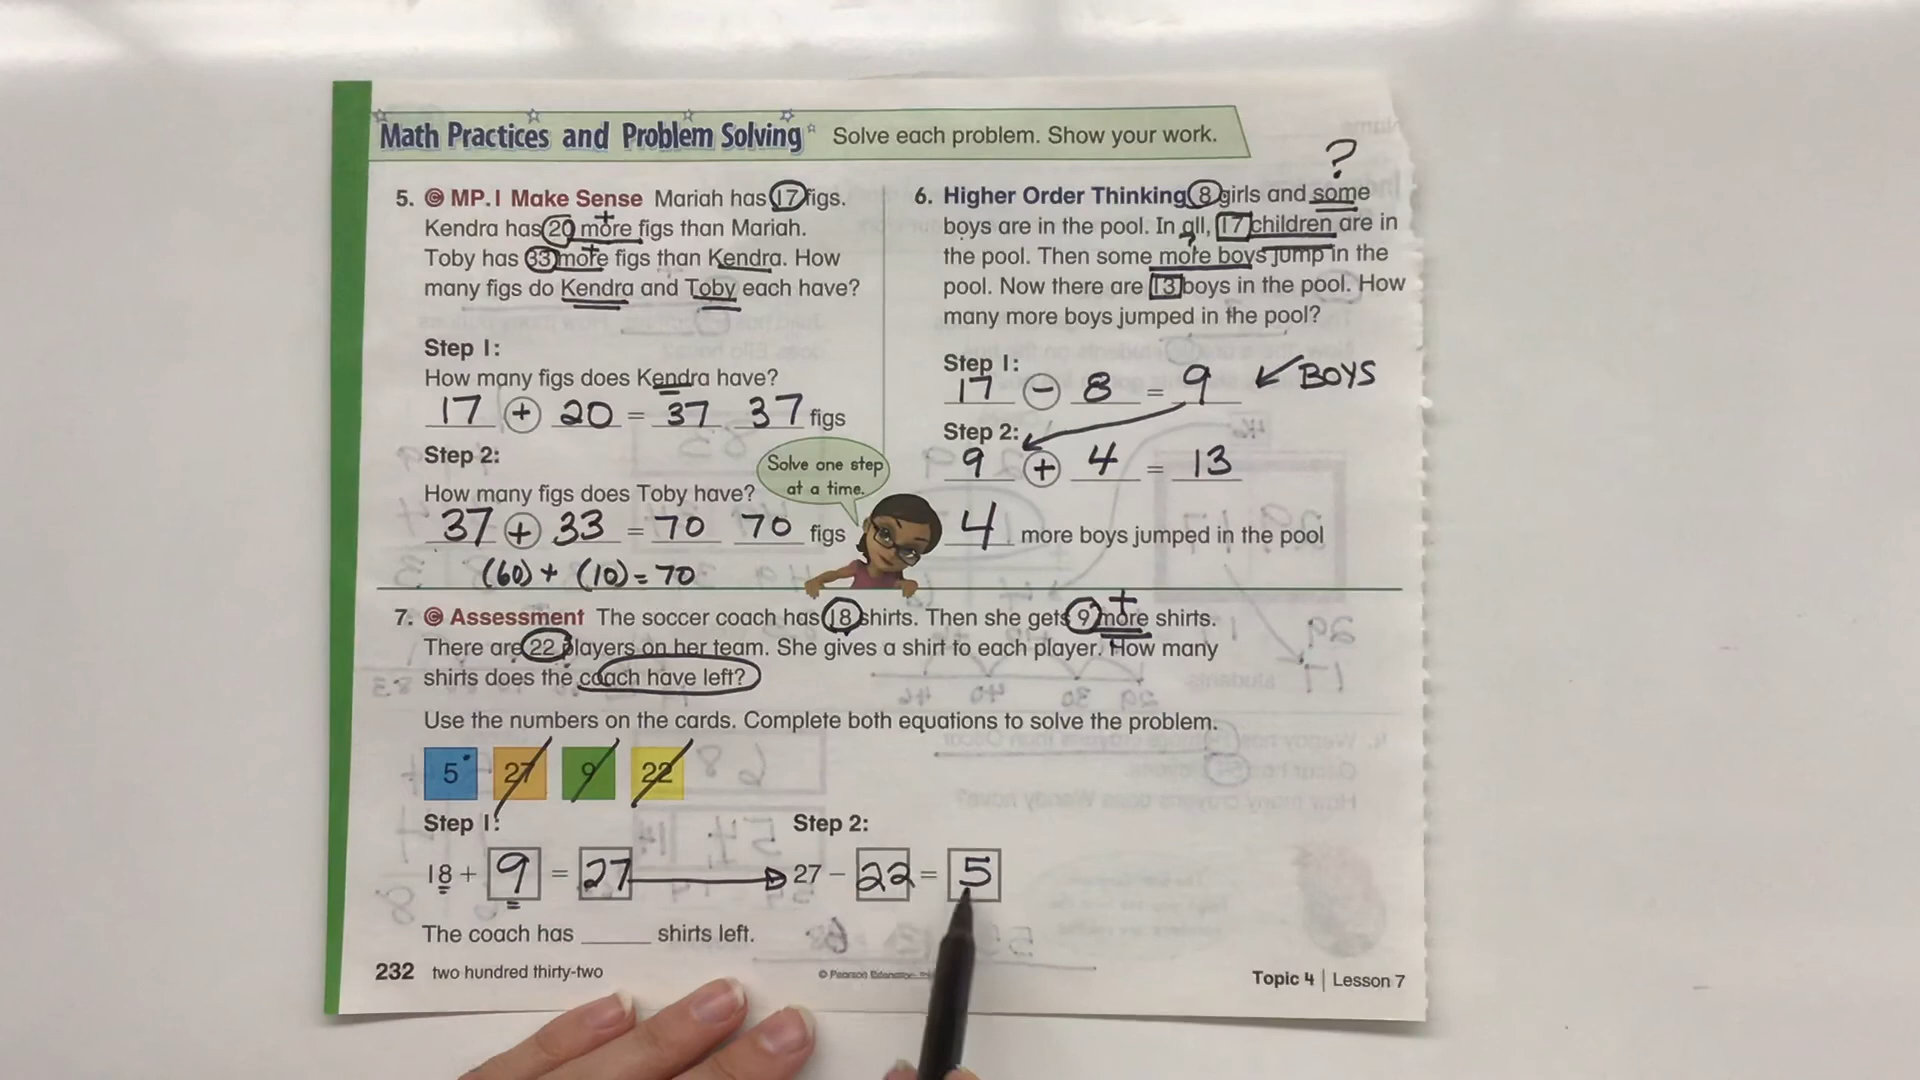 Math Practices and Problem Solving Solve each problem. Show your work.
5. © MP.1 Make Sense Mariah has 17 figs.
+
Kendra has 20 more figs than Mariah.
+
Toby has 33 more figs than Kendra. How
many figs do Kendra and Toby each have?
Step 1:
How many figs does Kendra have?
17 + 20 = 37 37 figs
Step 2:
How many figs does Toby have?
37 + 33 = 70 70 figs
(60) + (10) = 70
Solve one step
at a time.
?
6. Higher Order Thinking 8 girls and some
boys are in the pool. In all, 17 children are in
?
the pool. Then some more boys jump in the
pool. Now there are 13 boys in the pool. How
many more boys jumped in the pool?
Step 1:
17 - 8 = 9 BOYS
Step 2:
9 + 4 = 13
4 more boys jumped in the pool
+
7. © Assessment The soccer coach has 18 shirts. Then she gets 9 more shirts.
There are 22 players on her team. She gives a shirt to each player. How many
shirts does the coach have left?
Use the numbers on the cards. Complete both equations to solve the problem.
5 27 9 22
Step 1: Step 2:
18 + 9 = 27 27 - 22 = 5
The coach has _____ shirts left.
232 two hundred thirty-two
© Pearson Education
Topic 4 | Lesson 7